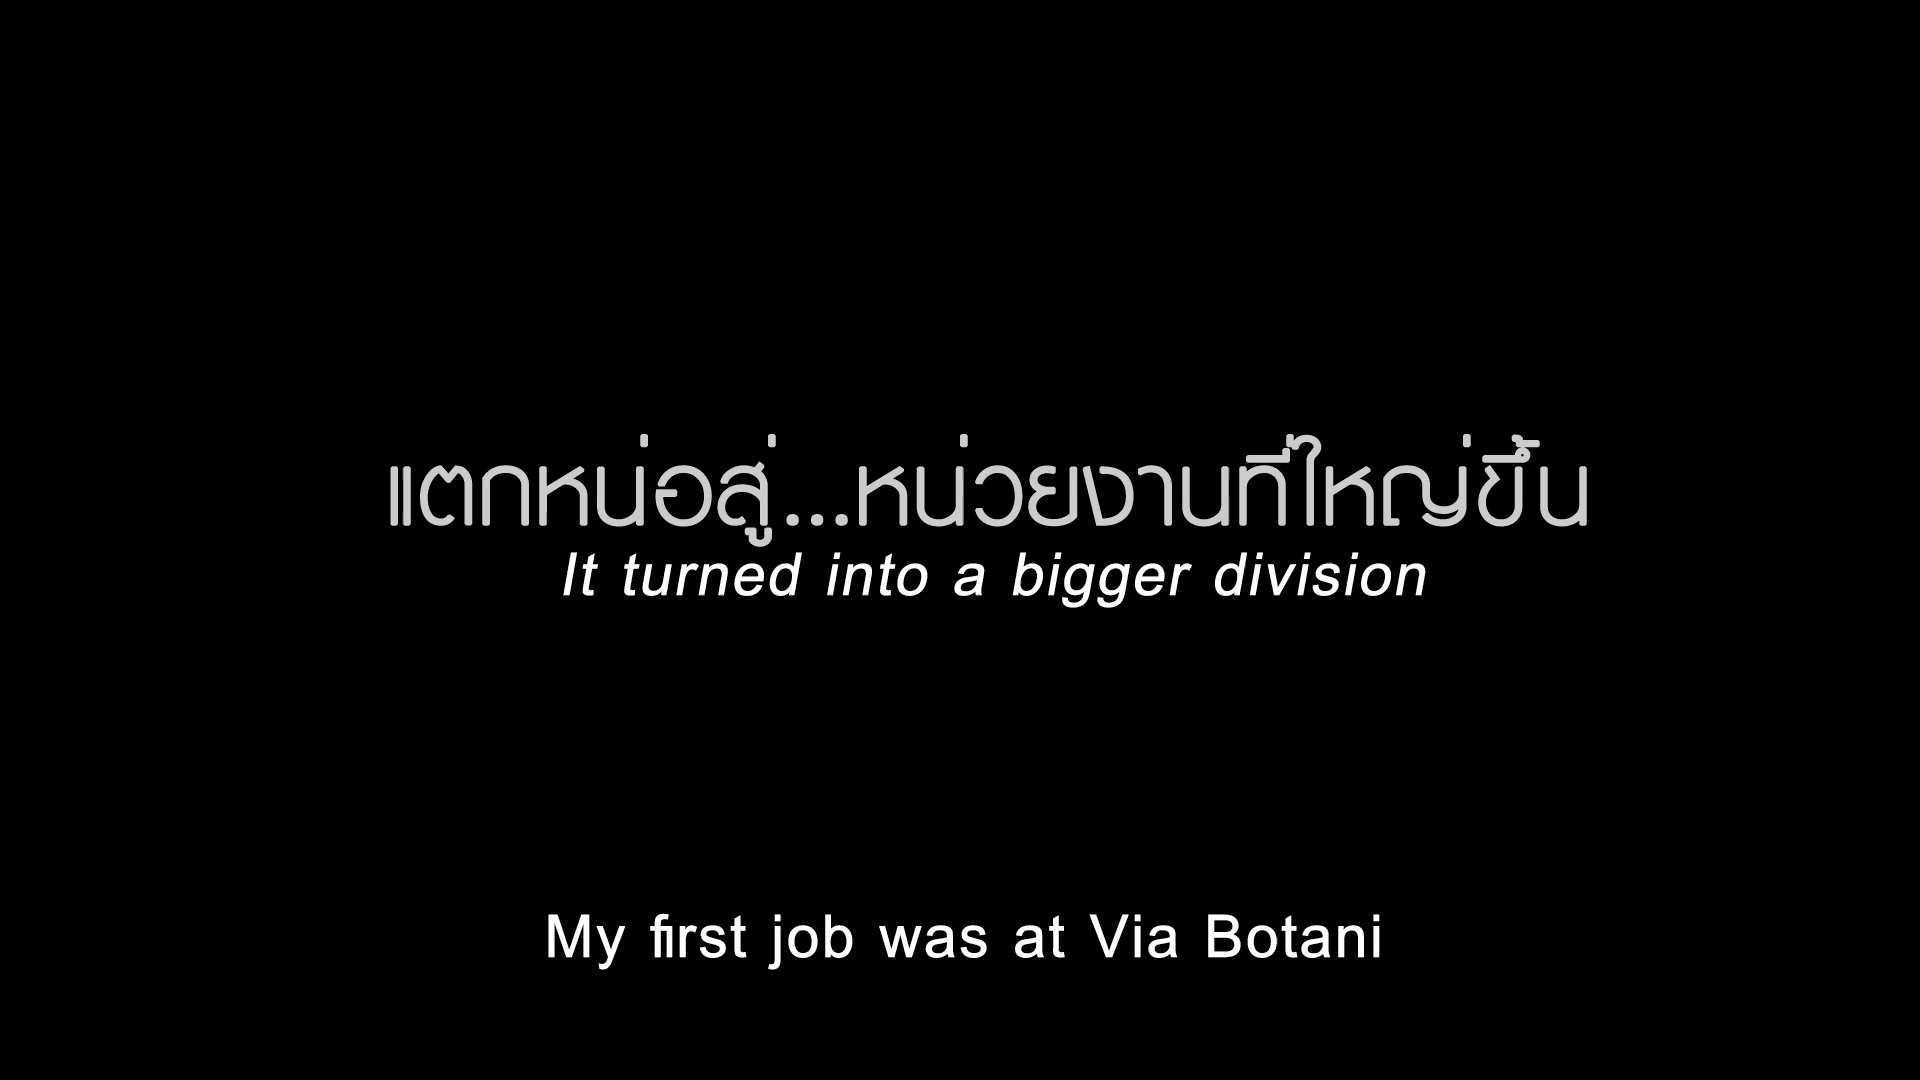 แตกหน่อสู่...หน่วยงานที่ใหญ่ขึ้น
It turned into a bigger division
My first job was at Via Botani